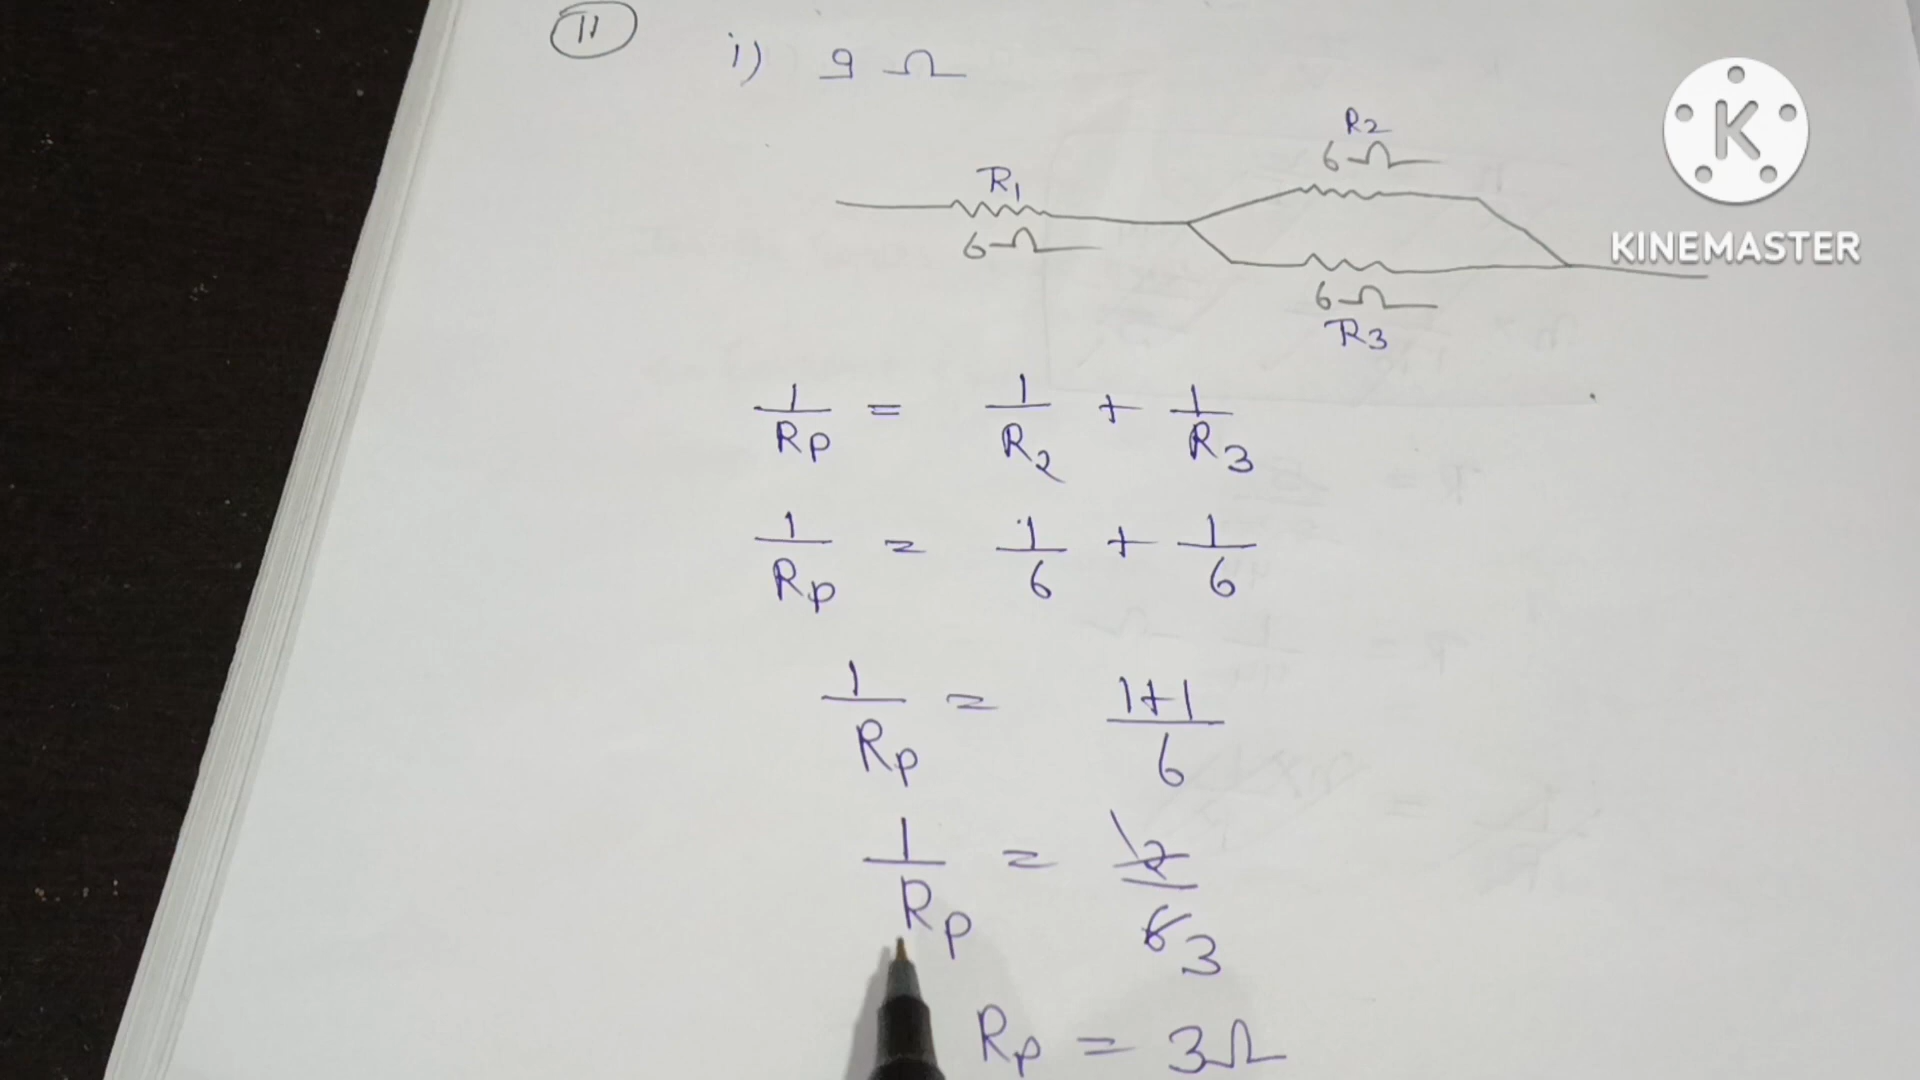 11 i) 9 Ω
R2
6 Ω
R1
6 Ω
6 Ω
R3
K
KINEMASTER
1/Rp = 1/R2 + 1/R3
1/Rp = 1/6 + 1/6
1/Rp = 1+1/6
1/Rp = 2/6 3
Rp = 3Ω